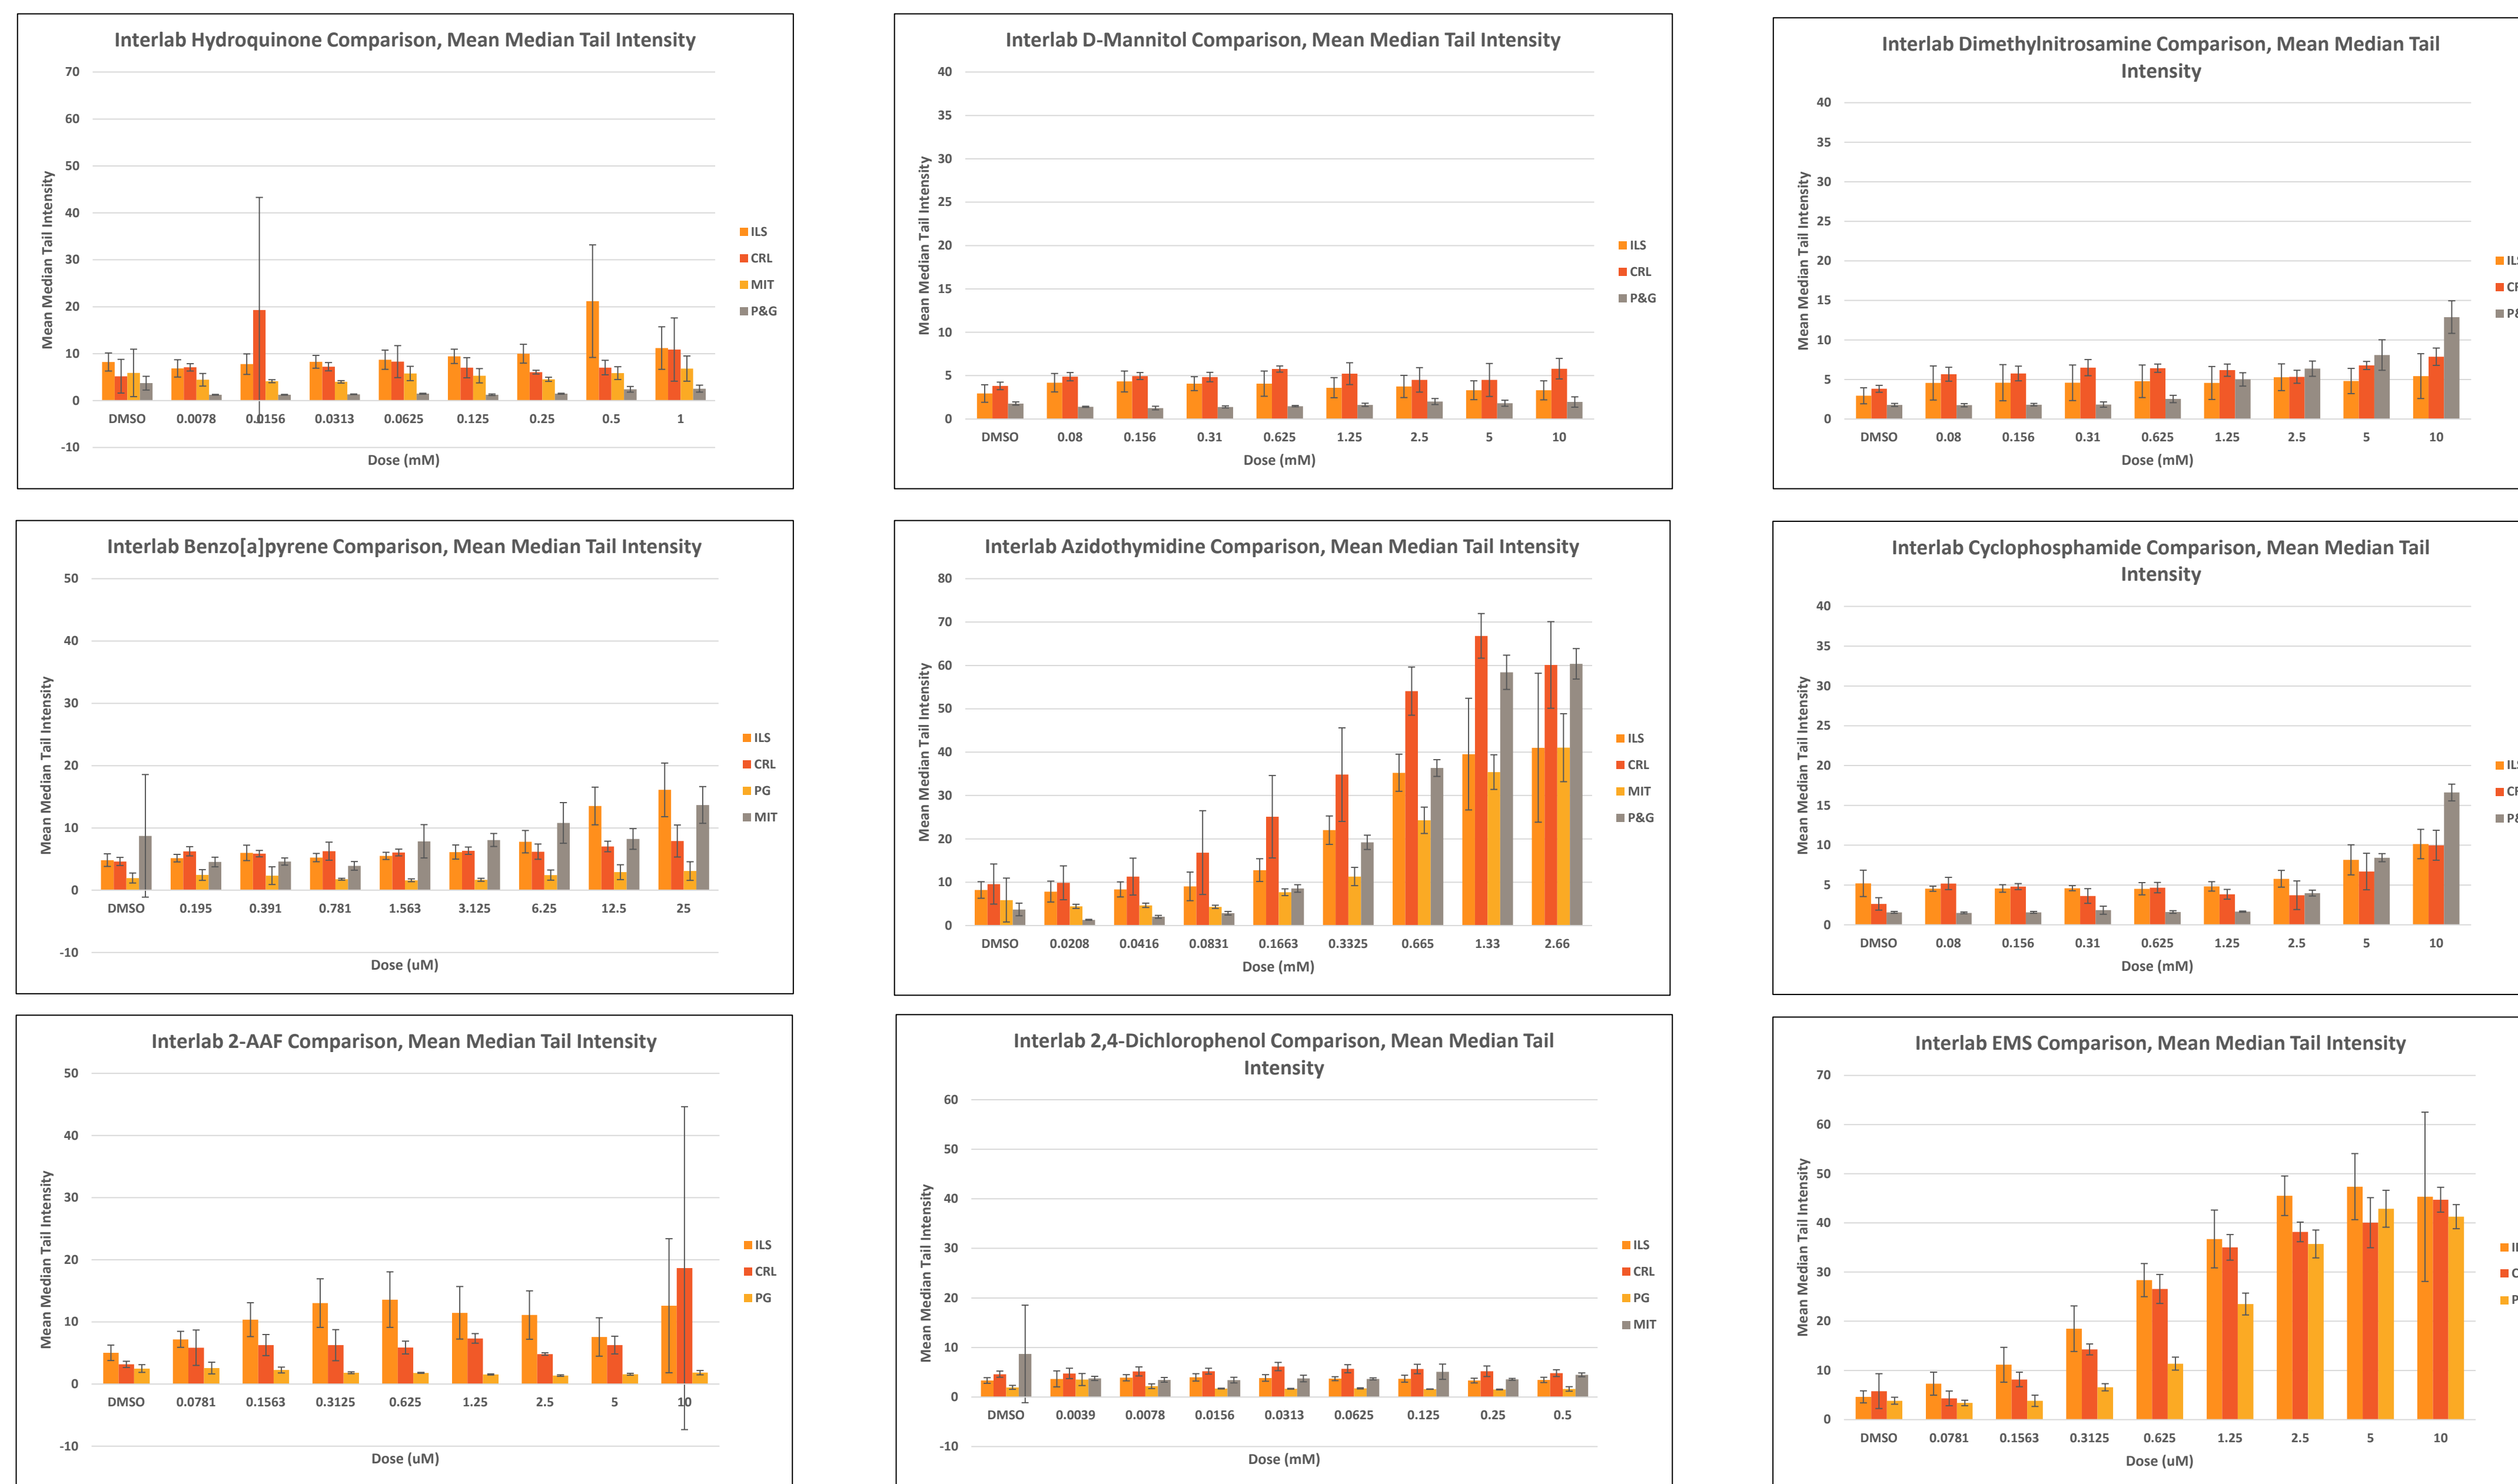 Interlab Hydroquinone Comparison, Mean Median Tail Intensity
70
60
50
40
30
20
10
0
-10
Mean Median Tail Intensity
DMSO 0.0078 0.0156 0.0313 0.0625 0.125 0.25 0.5 1
Dose (mM)
ILS
CRL
MIT
P&G
Interlab D-Mannitol Comparison, Mean Median Tail Intensity
40
35
30
25
20
15
10
5
0
Mean Median Tail Intensity
DMSO 0.08 0.156 0.31 0.625 1.25 2.5 5 10
Dose (mM)
ILS
CRL
P&G
Interlab Dimethylnitrosamine Comparison, Mean Median Tail
Intensity
40
35
30
25
20
15
10
5
0
Mean Median Tail Intensity
DMSO 0.08 0.156 0.31 0.625 1.25 2.5 5 10
Dose (mM)
Interlab Benzo[a]pyrene Comparison, Mean Median Tail Intensity
50
40
30
20
10
0
-10
Mean Median Tail Intensity
DMSO 0.195 0.391 0.781 1.563 3.125 6.25 12.5 25
Dose (uM)
ILS
CRL
PG
MIT
Interlab Azidothymidine Comparison, Mean Median Tail Intensity
80
70
60
50
40
30
20
10
0
Mean Median Tail Intensity
DMSO 0.0208 0.0416 0.0831 0.1663 0.3325 0.665 1.33 2.66
Dose (mM)
ILS
CRL
MIT
P&G
Interlab Cyclophosphamide Comparison, Mean Median Tail
Intensity
40
35
30
25
20
15
10
5
0
Mean Median Tail Intensity
DMSO 0.08 0.156 0.31 0.625 1.25 2.5 5 10
Dose (mM)
Interlab 2-AAF Comparison, Mean Median Tail Intensity
50
40
30
20
10
0
-10
Mean Median Tail Intensity
DMSO 0.0781 0.1563 0.3125 0.625 1.25 2.5 5 10
Dose (uM)
ILS
CRL
PG
Interlab 2,4-Dichlorophenol Comparison, Mean Median Tail
Intensity
60
50
40
30
20
10
0
-10
Mean Median Tail Intensity
DMSO 0.0039 0.0078 0.0156 0.0313 0.0625 0.125 0.25 0.5
Dose (mM)
ILS
CRL
PG
MIT
Interlab EMS Comparison, Mean Median Tail Intensity
70
60
50
40
30
20
10
0
Mean Median Tail Intensity
DMSO 0.0781 0.1563 0.3125 0.625 1.25 2.5 5 10
Dose (uM)